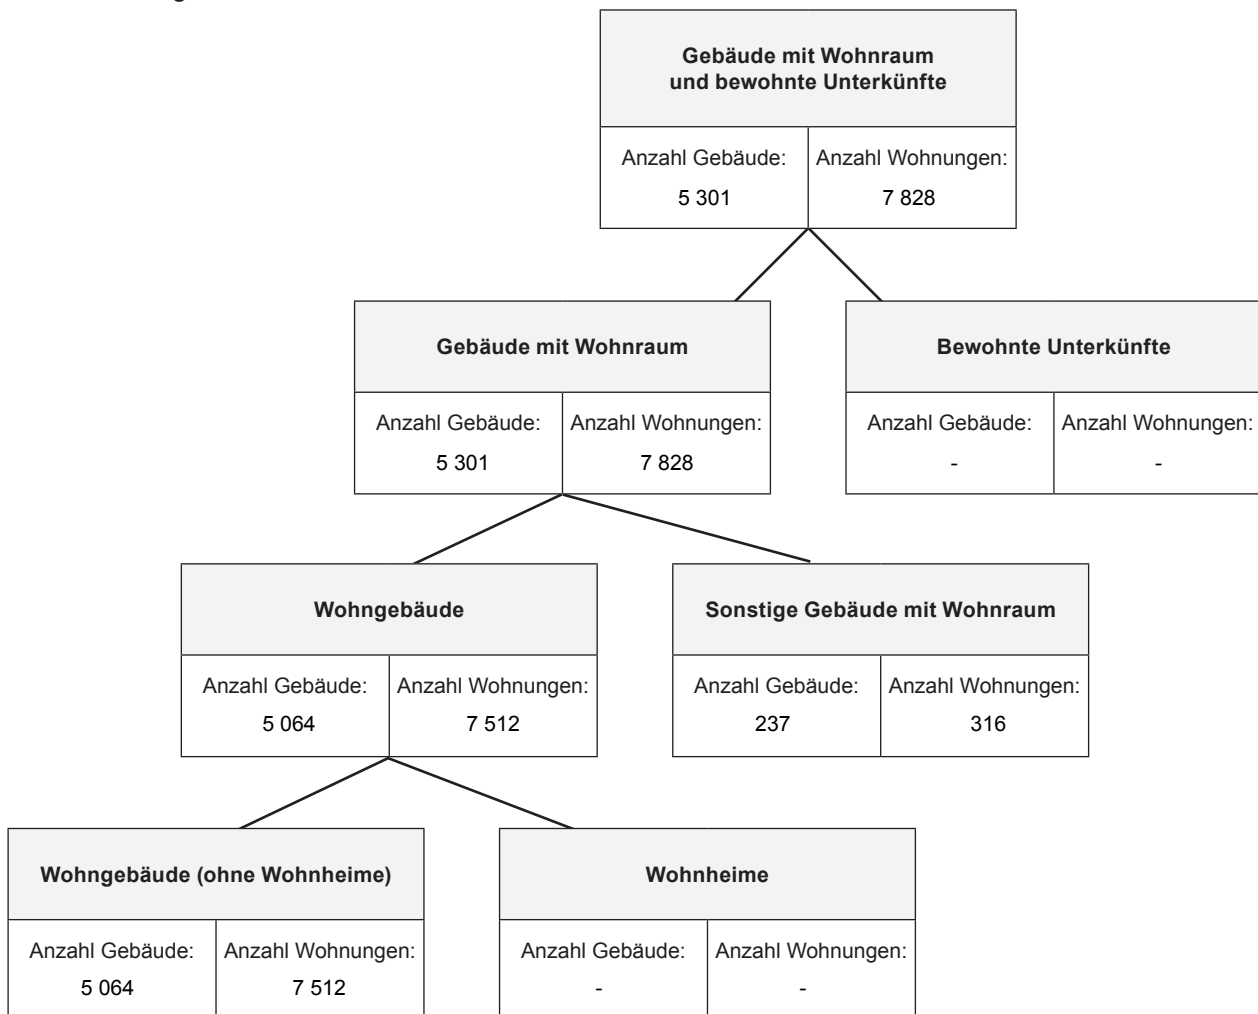 Gebäude mit Wohnraum
und bewohnte Unterkünfte
Anzahl Gebäude: Anzahl Wohnungen:
5 301 7 828
Gebäude mit Wohnraum Bewohnte Unterkünfte
Anzahl Gebäude: Anzahl Wohnungen: Anzahl Gebäude: Anzahl Wohnungen:
5 301 7 828 - -
Wohngebäude Sonstige Gebäude mit Wohnraum
Anzahl Gebäude: Anzahl Wohnungen: Anzahl Gebäude: Anzahl Wohnungen:
5 064 7 512 237 316
Wohngebäude (ohne Wohnheime) Wohnheime
Anzahl Gebäude: Anzahl Wohnungen: Anzahl Gebäude: Anzahl Wohnungen:
5 064 7 512 - -